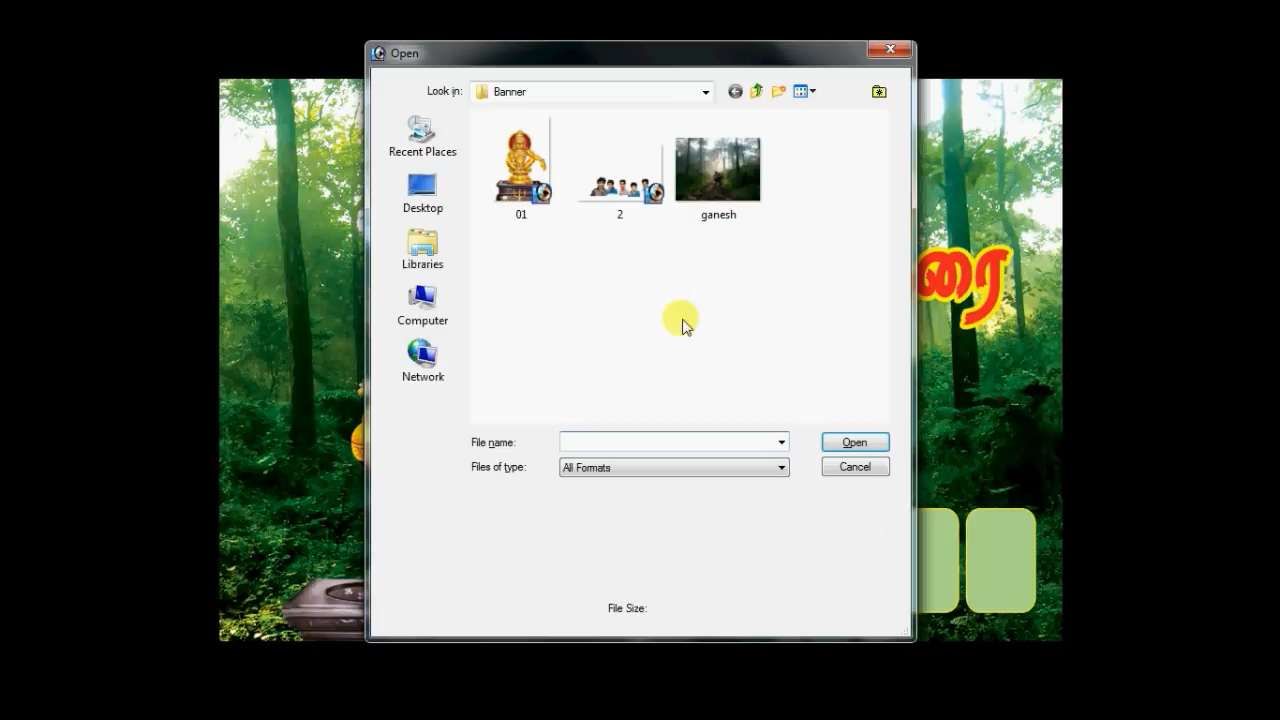 Open
Look in:
Banner
Recent Places
Desktop
Libraries
Computer
Network
01
2
ganesh
ரை
File name:
Open
Files of type:
All Formats
Cancel
File Size: